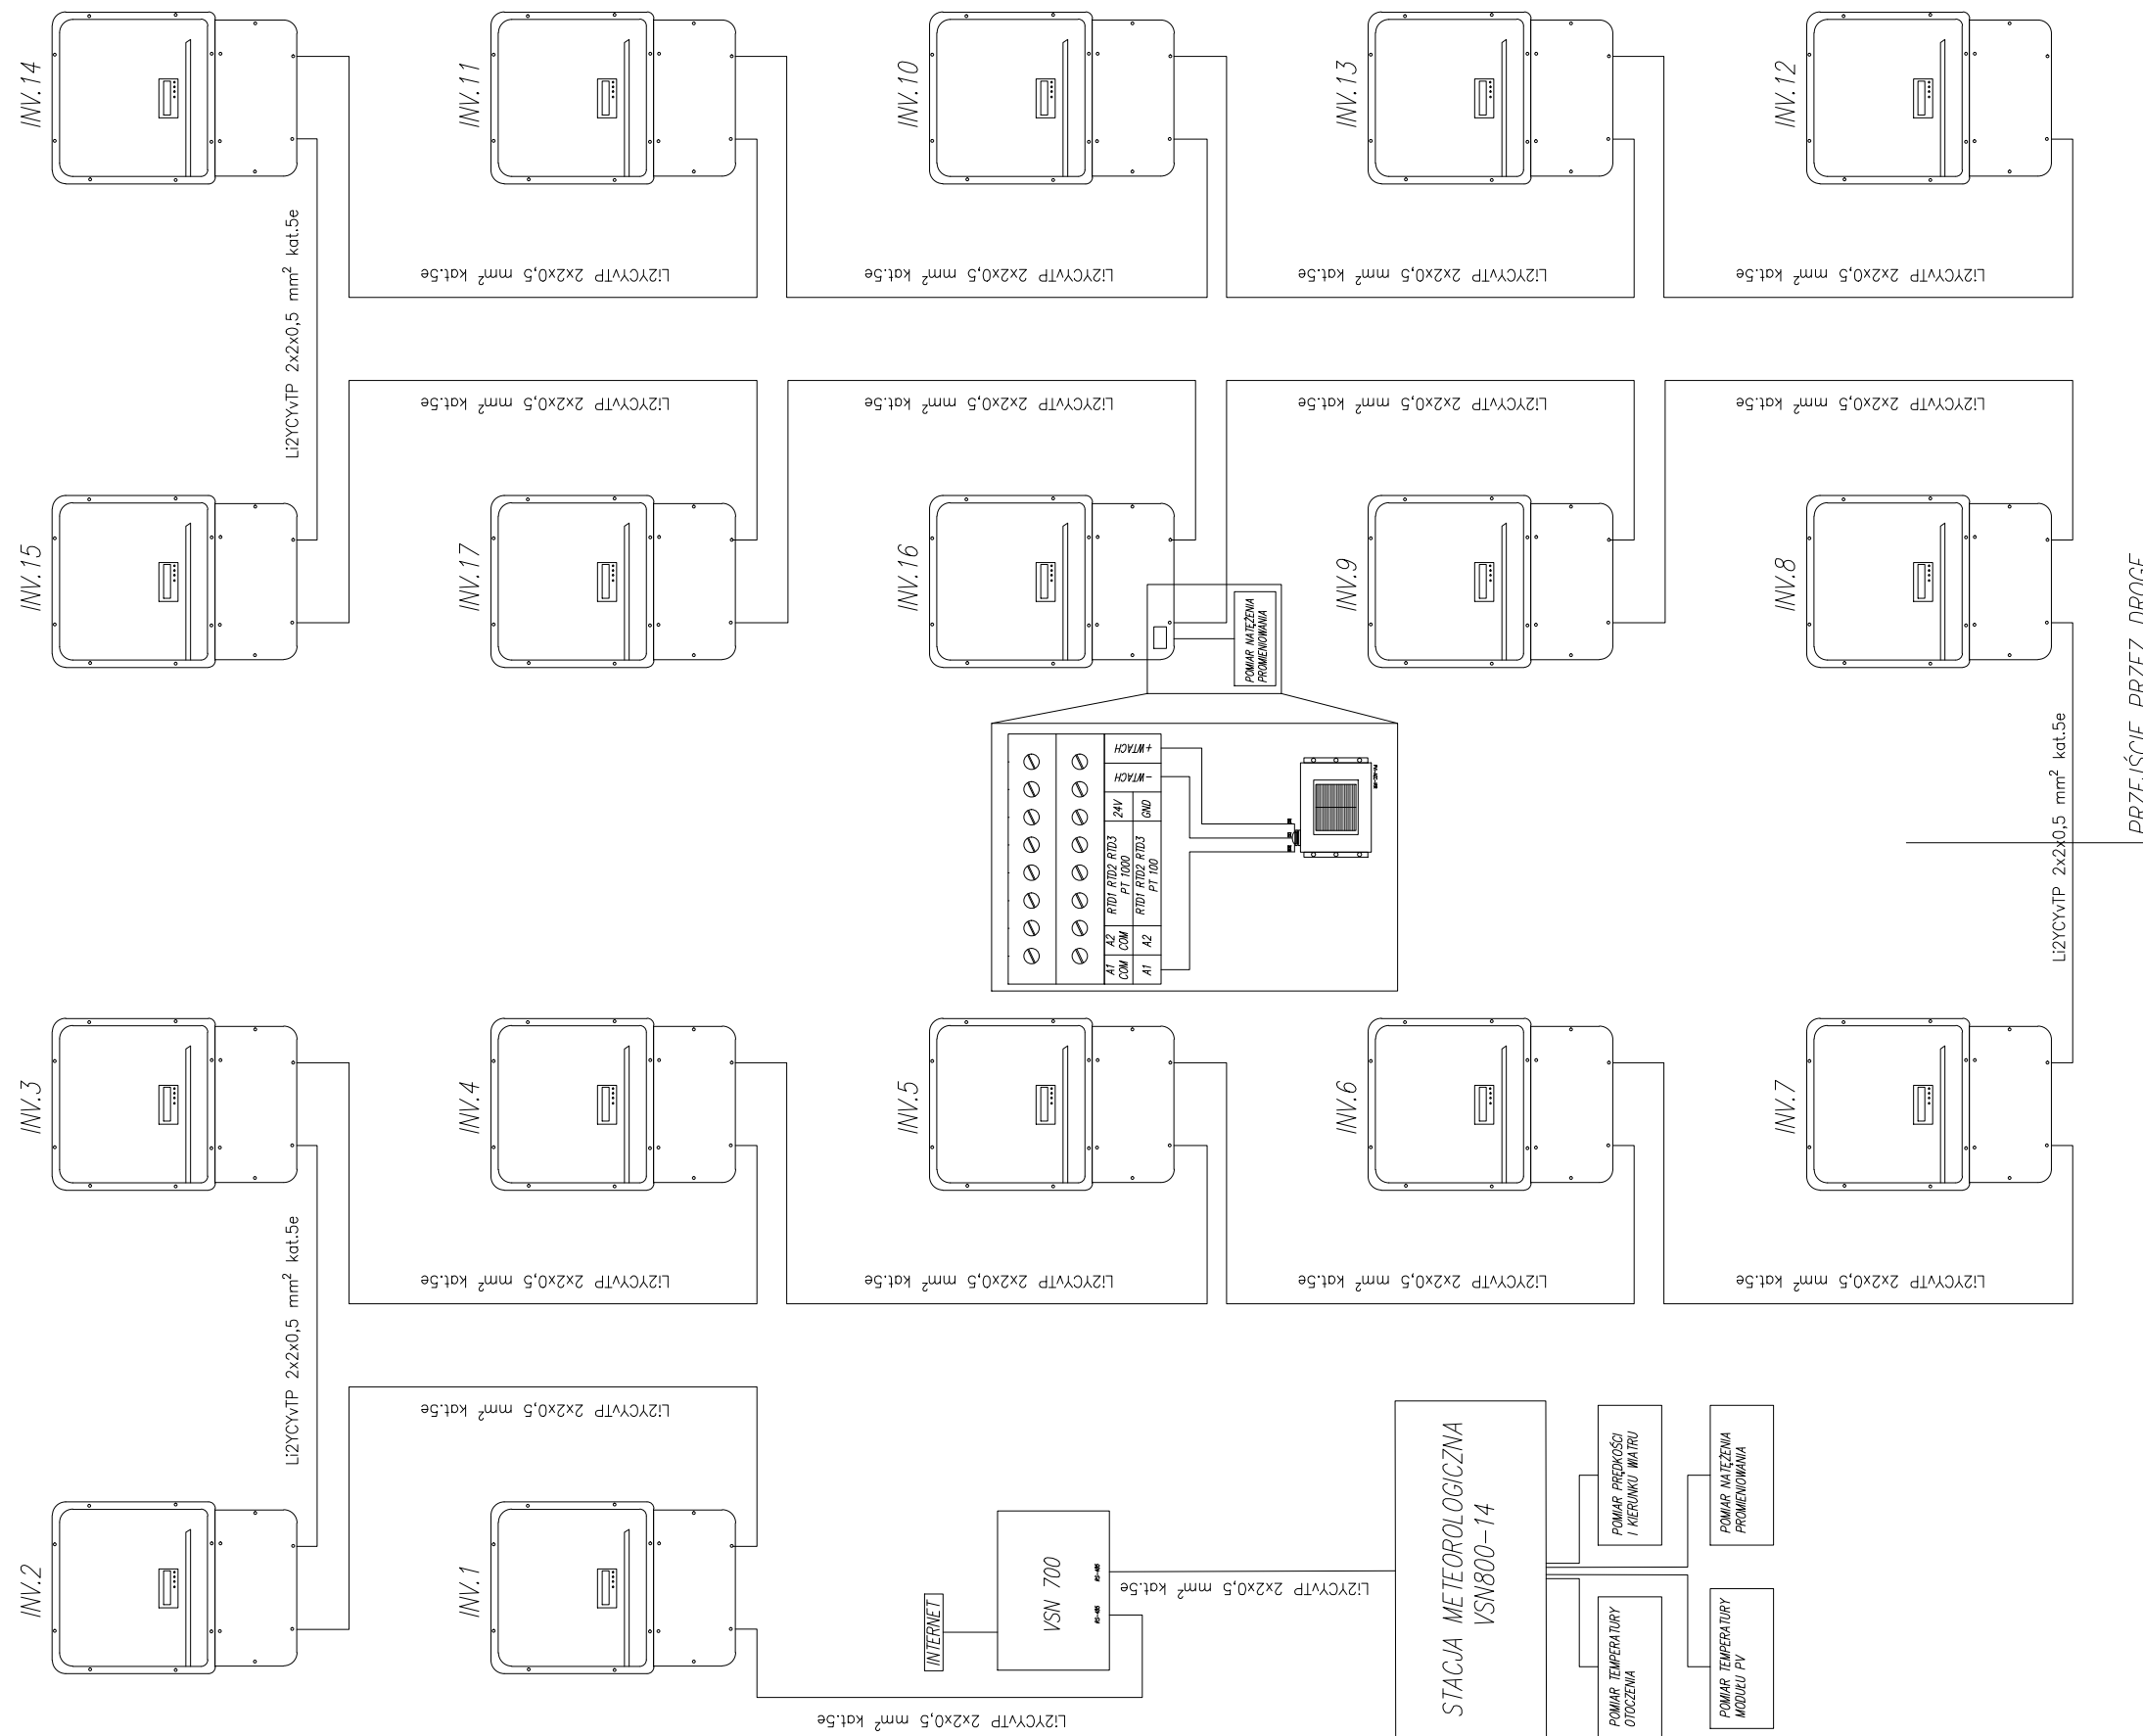 INV.14
INV.11
INV.10
INV.13
INV.12
Li2YCYvTP 2x2x0,5 mm² kat.5e
Li2YCYvTP 2x2x0,5 mm² kat.5e
Li2YCYvTP 2x2x0,5 mm² kat.5e
Li2YCYvTP 2x2x0,5 mm² kat.5e
Li2YCYvTP 2x2x0,5 mm² kat.5e
Li2YCYvTP 2x2x0,5 mm² kat.5e
Li2YCYvTP 2x2x0,5 mm² kat.5e
Li2YCYvTP 2x2x0,5 mm² kat.5e
Li2YCYvTP 2x2x0,5 mm² kat.5e
INV.15
INV.17
INV.16
INV.9
INV.8
POMIAR NATĘŻENIA
PROMIENIOWANIA
+WTACH
-WTACH
24V
GND
RTD1 RTD2 RTD3
PT 1000
RTD1 RTD2 RTD3
PT 100
A2
COM
A2
A1
COM
A1
Li2YCYvTP 2x2x0,5 mm² kat.5e
PRZEJŚCIE PRZEZ DROGĘ
INV.3
INV.4
INV.5
INV.6
INV.7
Li2YCYvTP 2x2x0,5 mm² kat.5e
Li2YCYvTP 2x2x0,5 mm² kat.5e
Li2YCYvTP 2x2x0,5 mm² kat.5e
Li2YCYvTP 2x2x0,5 mm² kat.5e
Li2YCYvTP 2x2x0,5 mm² kat.5e
Li2YCYvTP 2x2x0,5 mm² kat.5e
INV.2
INV.1
INTERNET
VSN 700
RS-485
RS-485
Li2YCYvTP 2x2x0,5 mm² kat.5e
Li2YCYvTP 2x2x0,5 mm² kat.5e
STACJA METEOROLOGICZNA
VSN800-14
POMIAR PRĘDKOŚCI
I KIERUNKU WIATRU
POMIAR NATĘŻENIA
PROMIENIOWANIA
POMIAR TEMPERATURY
OTOCZENIA
POMIAR TEMPERATURY
MODUŁU PV